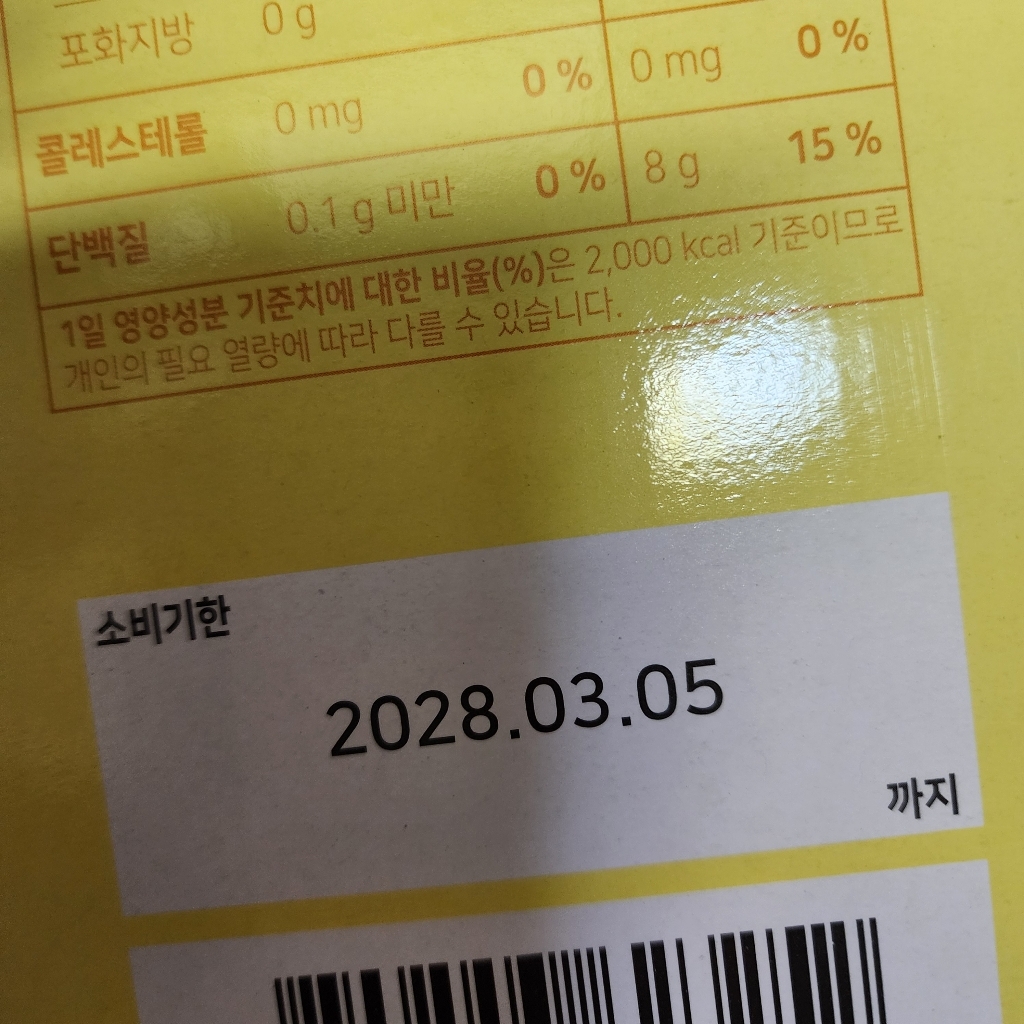 포화지방 0 g
콜레스테롤 0 mg 0 % 0 mg 0 %
단백질 0.1 g 미만 0 % 8 g 15 %
1일 영양성분 기준치에 대한 비율(%)은 2,000 kcal 기준이므로
개인의 필요 열량에 따라 다를 수 있습니다.
소비기한
2028.03.05
까지